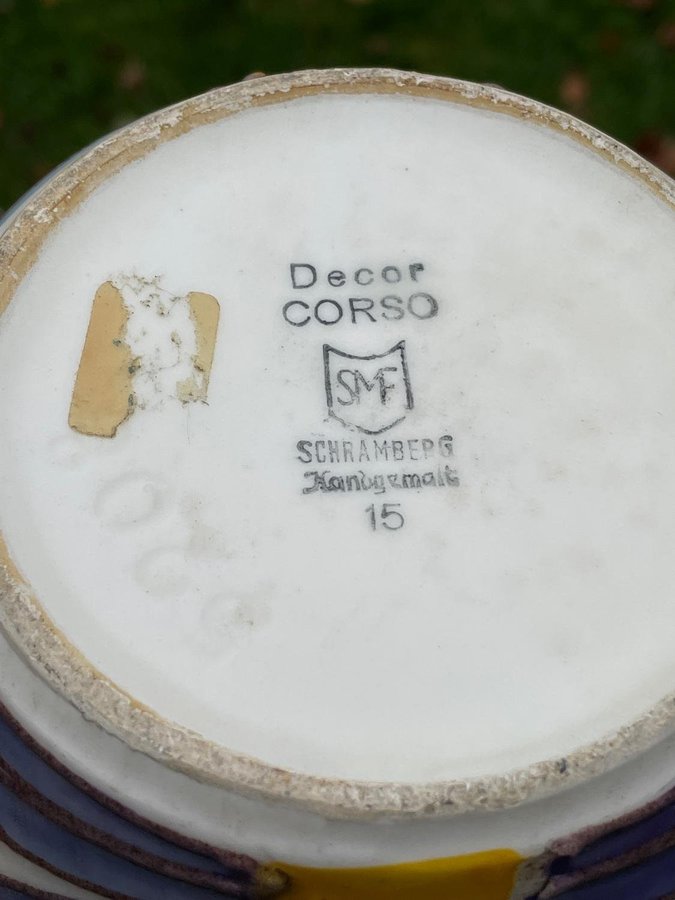 Decor
CORSO
SMF
SCHRAMBERG
Handgemalt
15